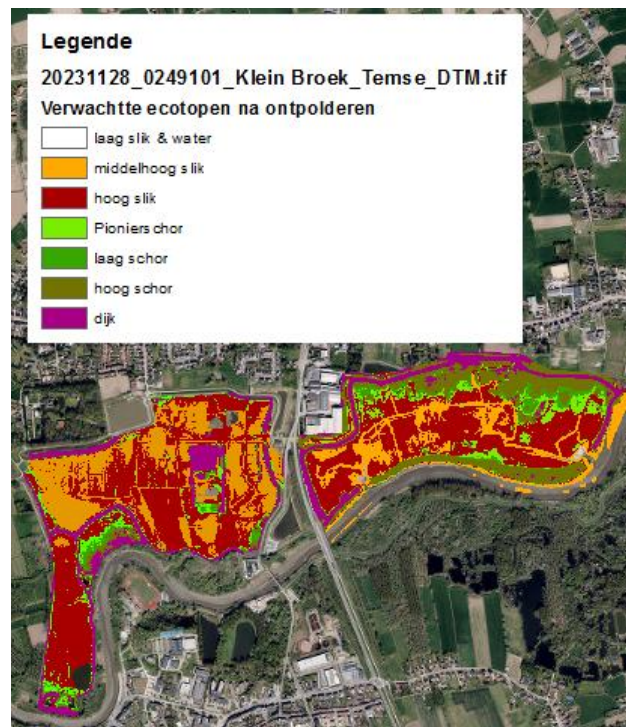 Legende
20231128_0249101_Klein Broek_Temse_DTM.tif
Verwachtte ecotopen na ontpolderen
laag slik & water
middelhoog slik
hoog slik
Pionierschor
laag schor
hoog schor
dijk